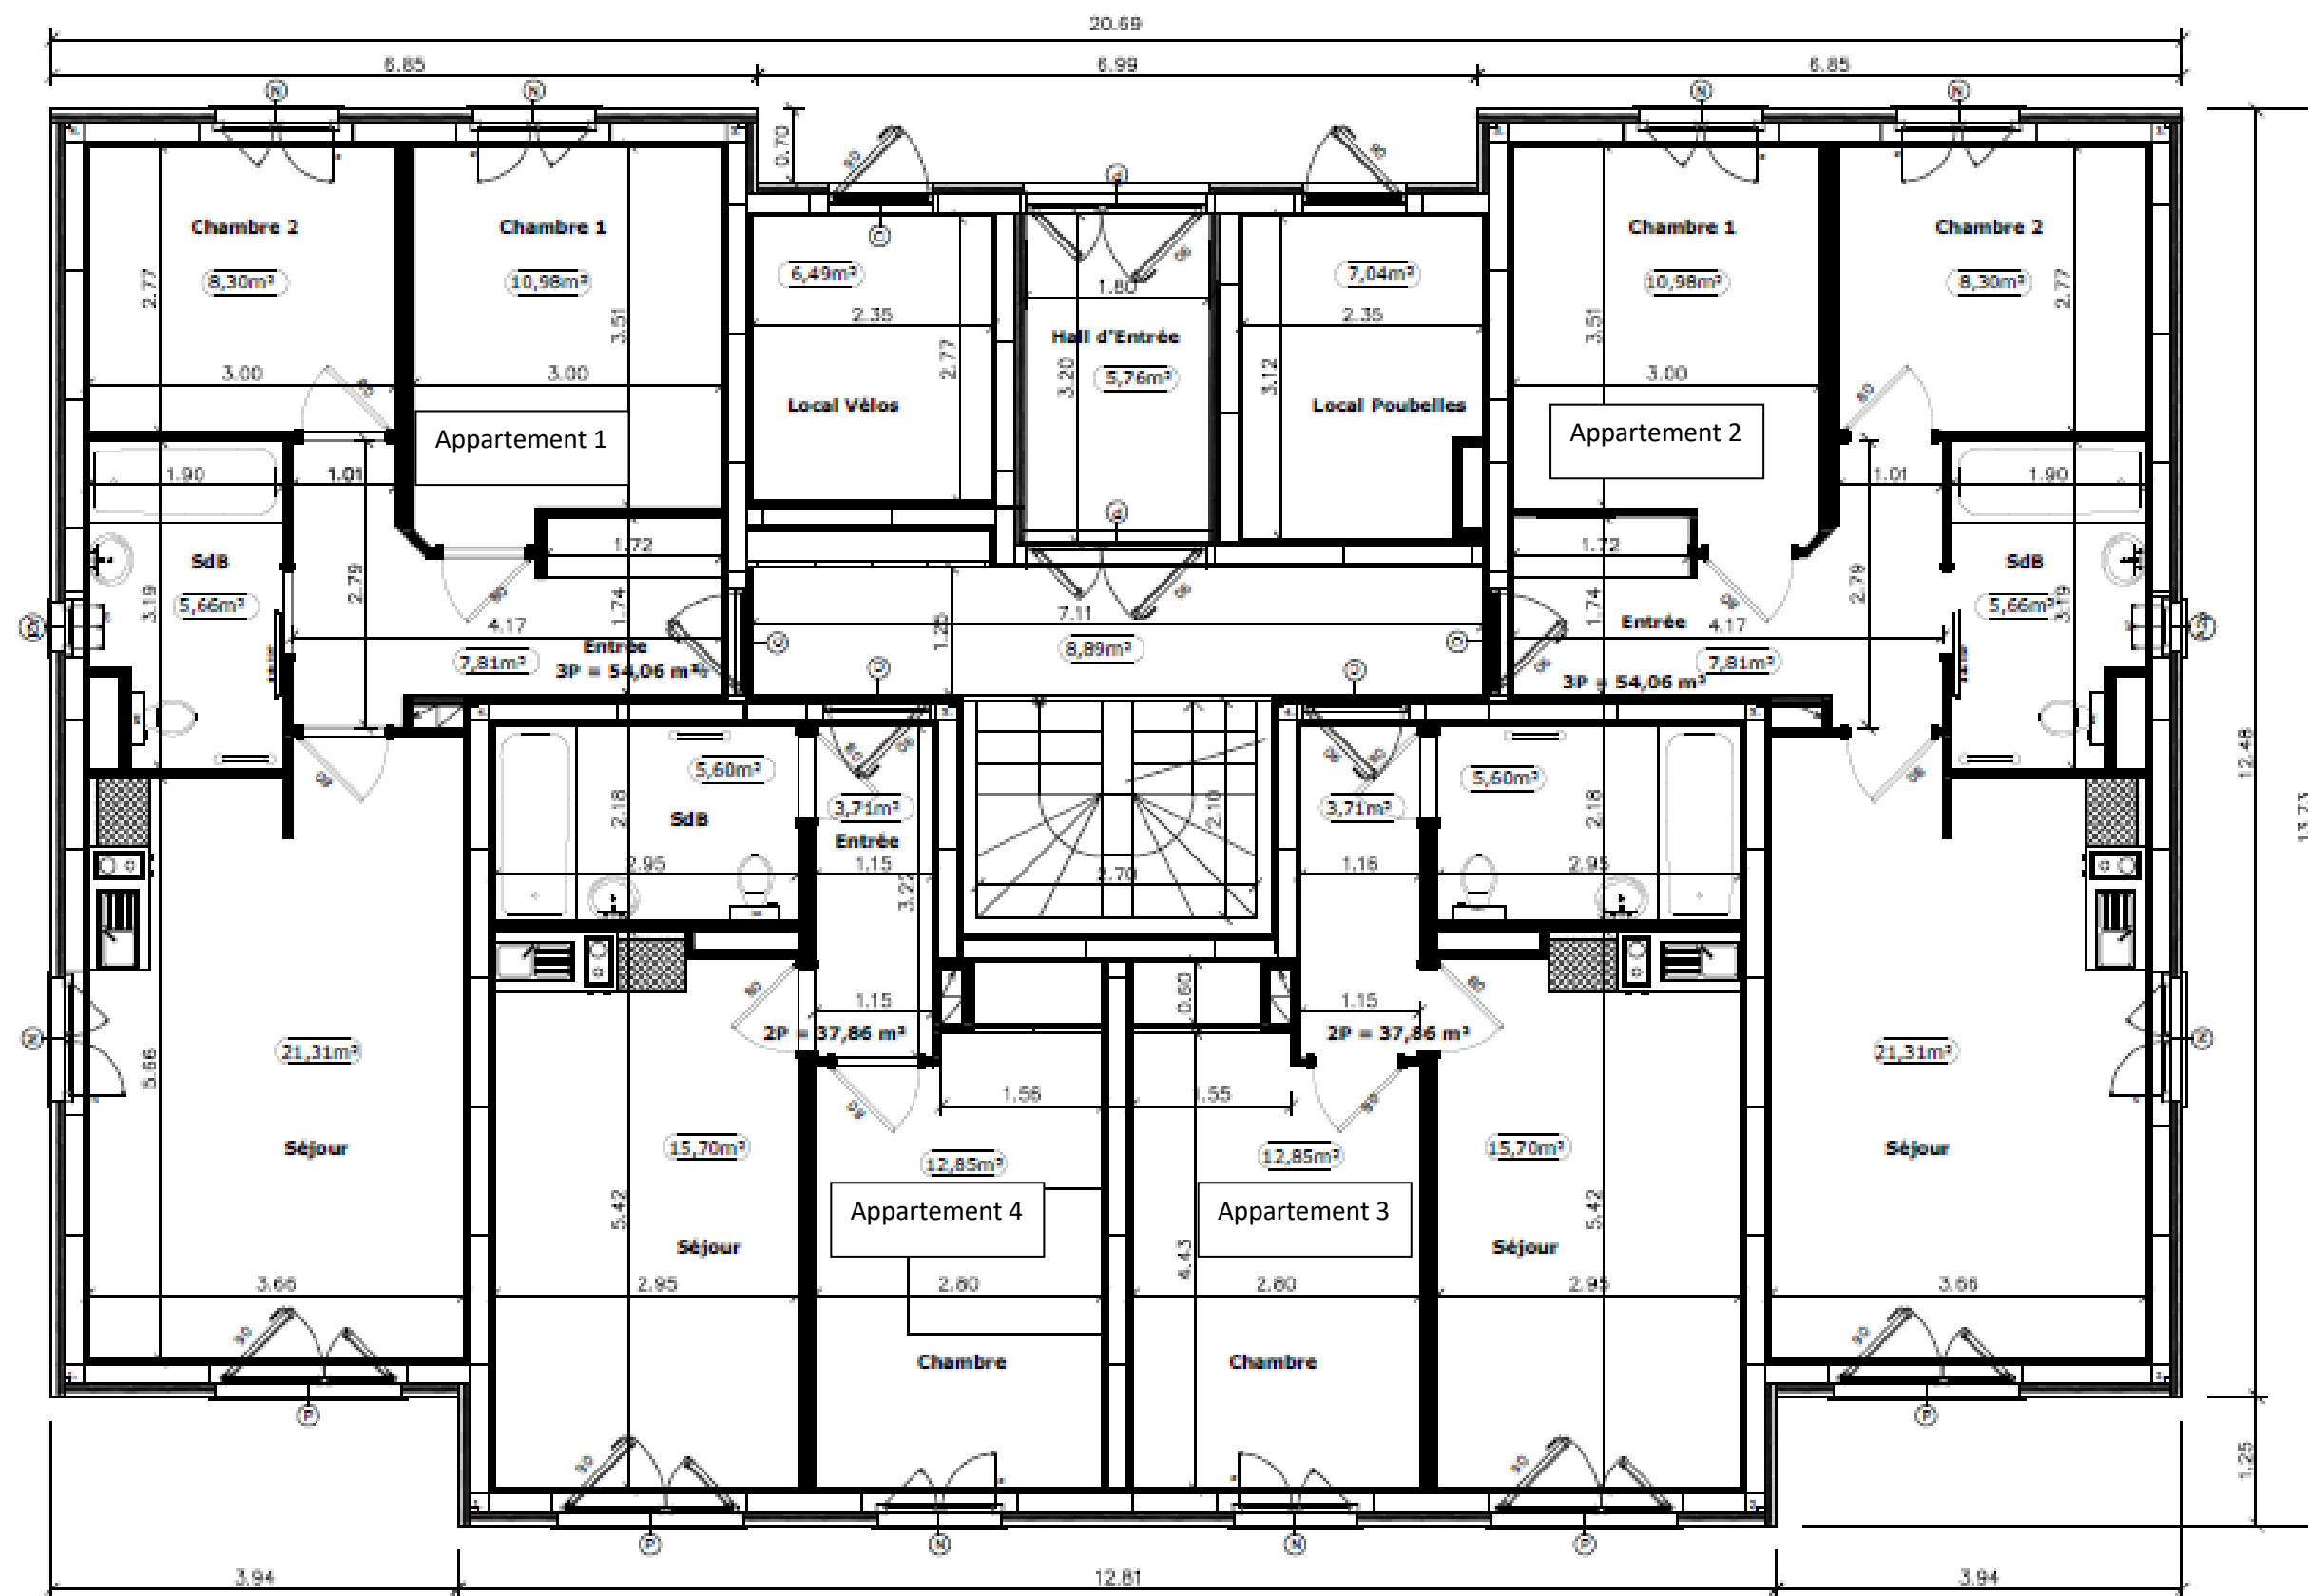 20.69
6.85
6.99
6.85
N
N
N
N
0.70
90
Chambre 2
Chambre 1
C
Chambre 1
Chambre 2
8,30m²
10,98m²
6,49m²
7,04m²
10,98m²
8,30m²
1.80
2.77
3.51
2.35
Hall d'Entrée
2.35
3.51
2.77
3.00
3.00
2.77
3.20
5,76m²
3.12
3.00
Local Vélos
Local Poubelles
Appartement 1
Appartement 2
1.90
1.01
1.01
1.90
SdB
1.72
1.72
SdB
3.19
5,66m²
2.79
1.74
7.11
1.74
2.79
5,66m²
3.19
4.17
Entrée
1.25
8,89m²
Entrée
4.17
7,81m²
3P = 54,06 m²
3P = 54,06 m²
7,81m²
5,60m²
5,60m²
12.48
13.73
2.18
SdB
3,71m²
Entrée
2.10
3,71m²
2.18
2.95
1.15
3.22
2.70
1.16
2.95
1.15
0.60
1.15
2P = 37,86 m²
2P = 37,86 m²
21,31m²
21,31m²
5.66
1.56
1.55
Séjour
15,70m²
12,85m²
12,85m²
15,70m²
Séjour
Appartement 4
Appartement 3
5.42
Séjour
4.43
5.42
Séjour
3.66
2.95
2.80
2.80
2.95
3.66
90
90
Chambre
Chambre
P
P
90
90
1.25
P
N
N
P
3.94
12.81
3.94